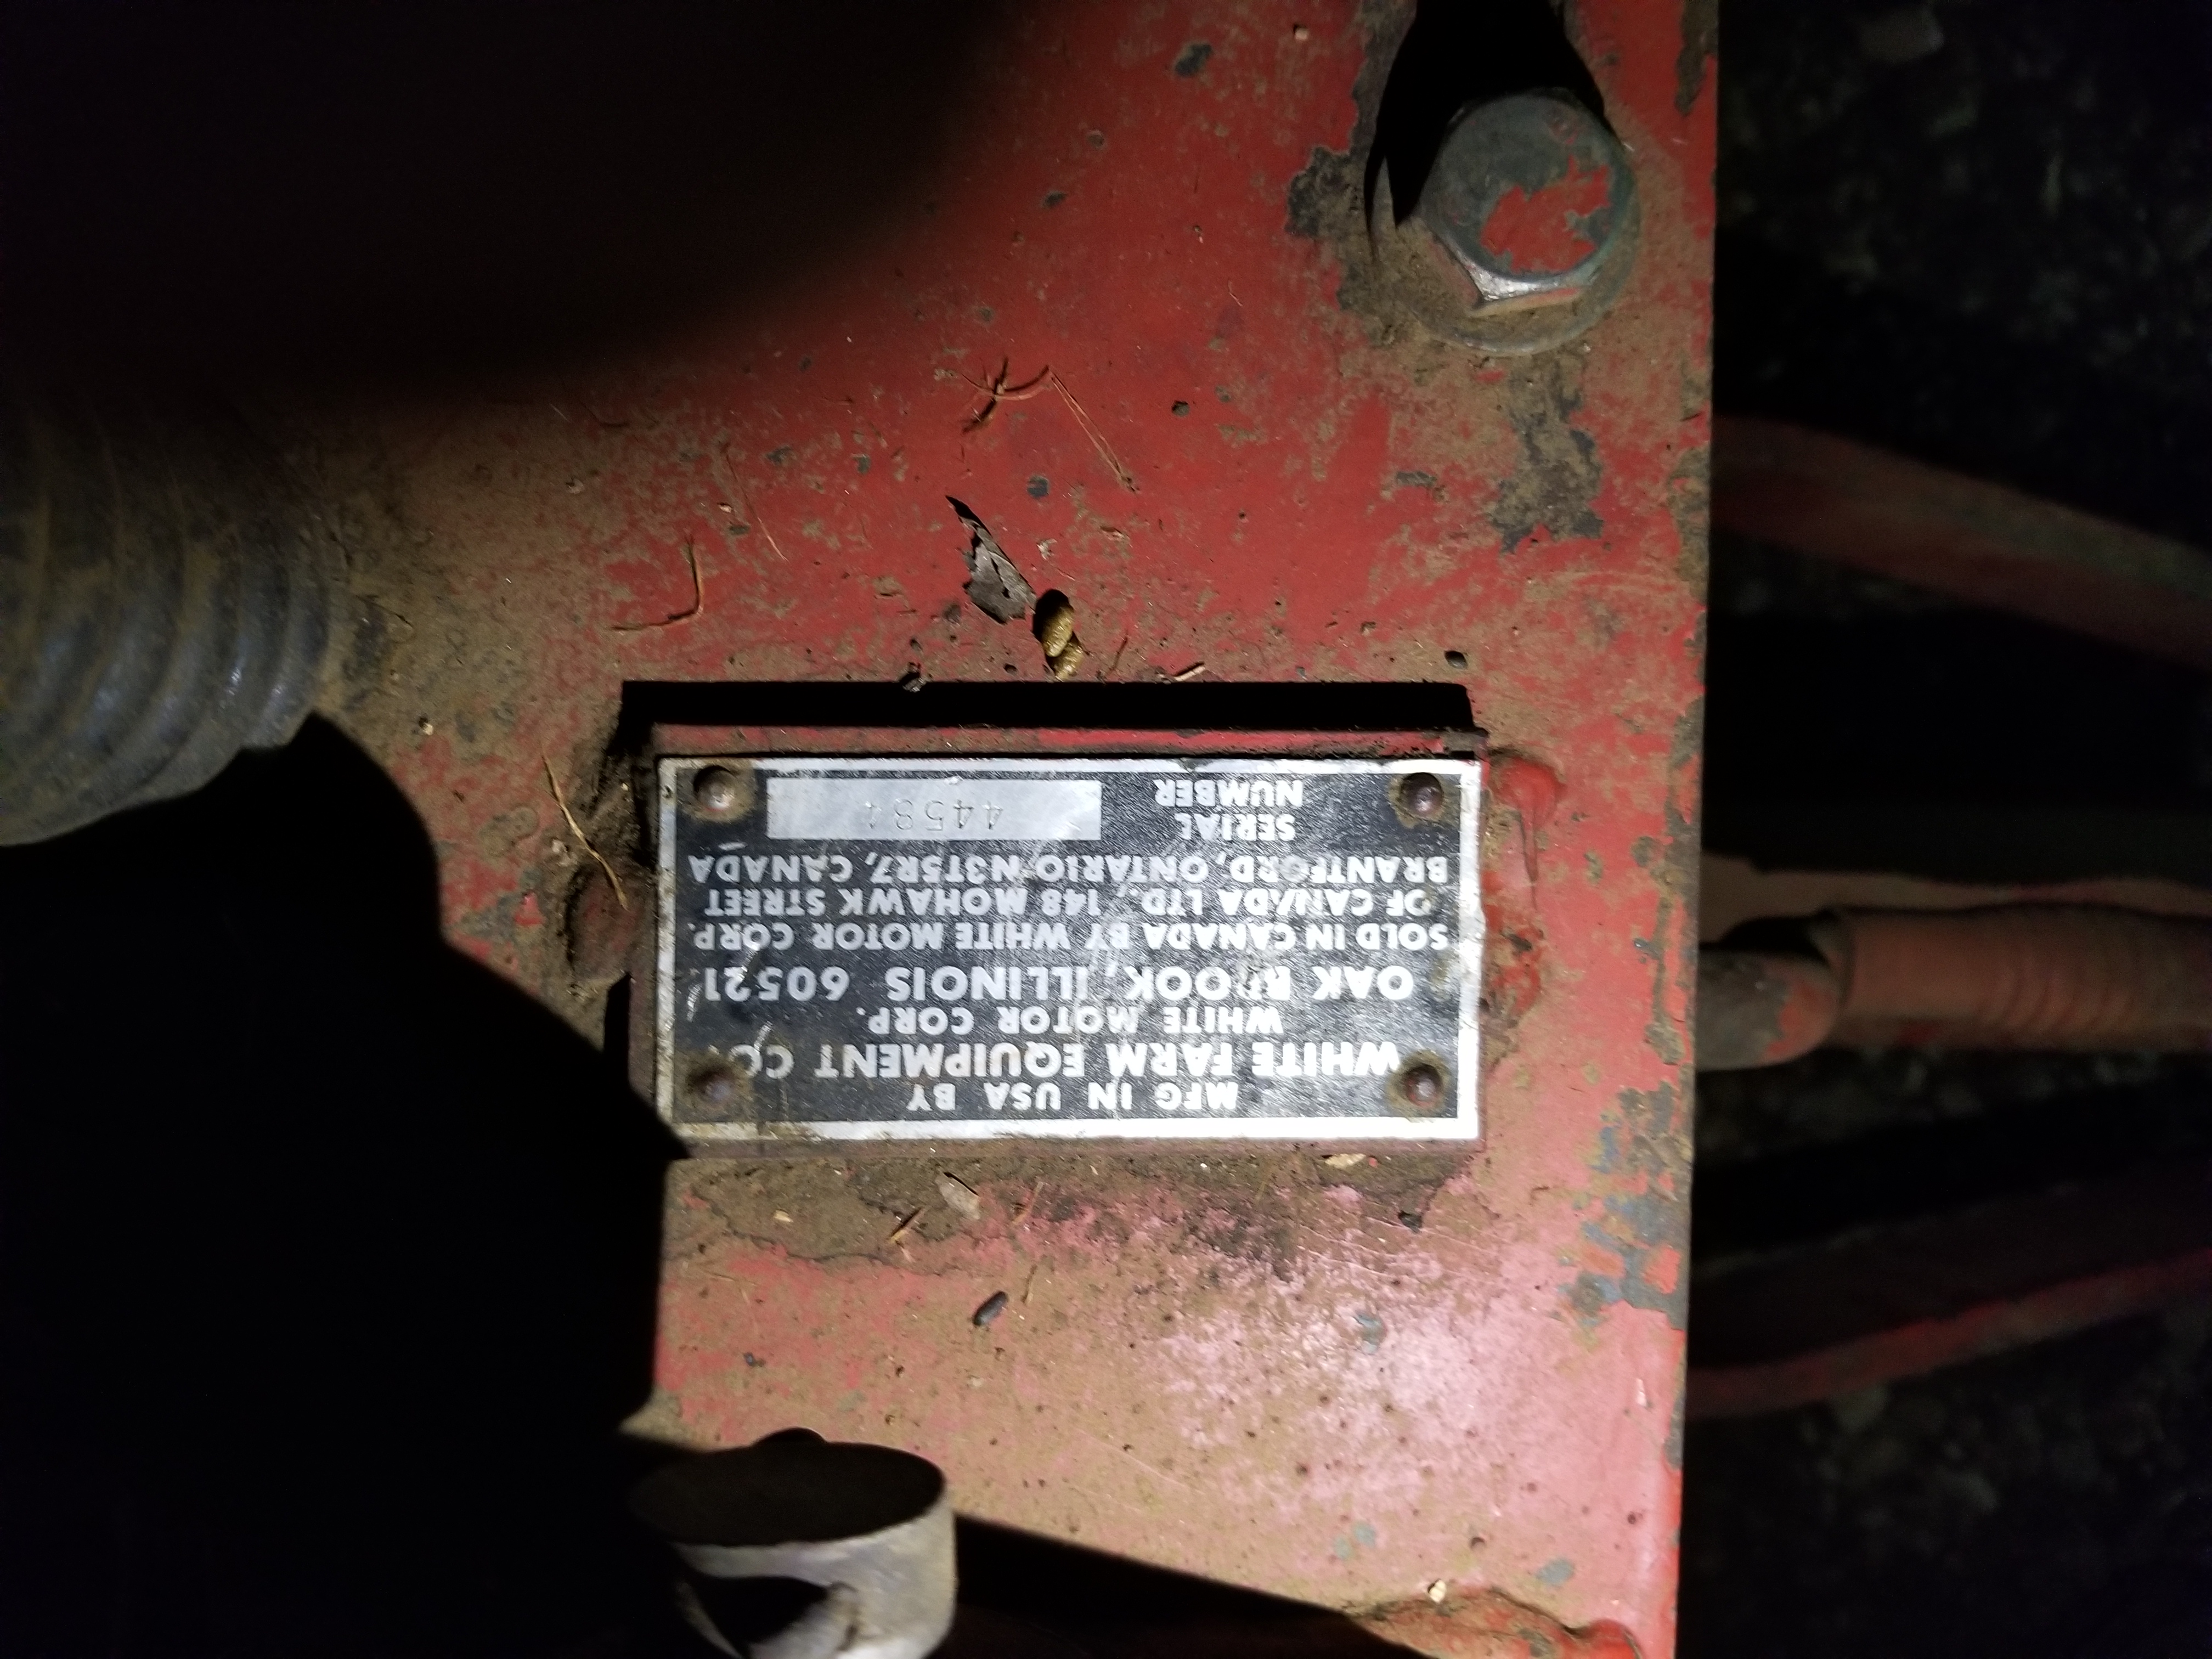 MFG IN USA BY
WHITE FARM EQUIPMENT CO.
WHITE MOTOR CORP.
OAK BROOK, ILLINOIS 60521
SOLD IN CANADA BY WHITE MOTOR CORP.
OF CANADA LTD. 148 MOHAWK STREET
BRANTFORD, ONTARIO N3T5R7, CANADA
SERIAL
NUMBER